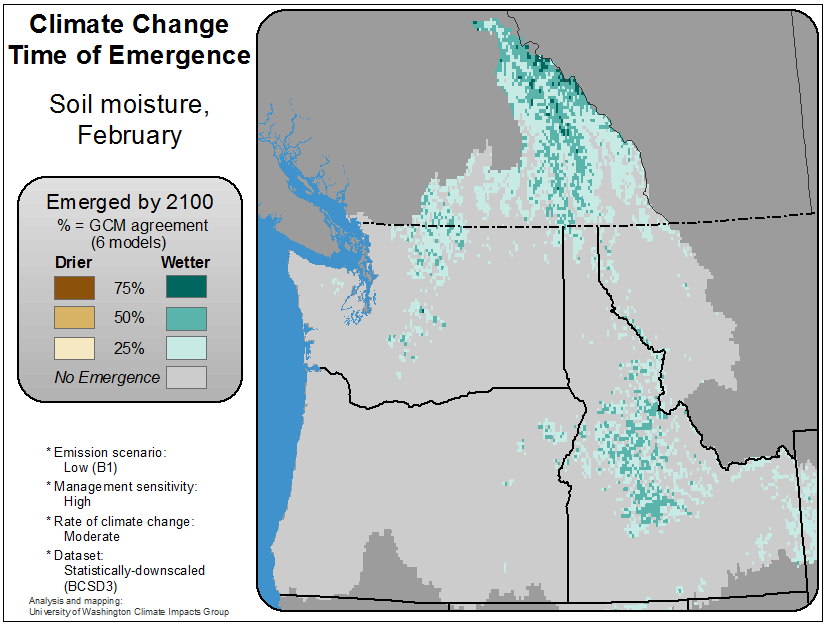 Climate Change
Time of Emergence
Soil moisture,
February
Emerged by 2100
% = GCM agreement
(6 models)
Drier Wetter
75%
50%
25%
No Emergence
* Emission scenario:
Low (B1)
* Management sensitivity:
High
* Rate of climate change:
Moderate
* Dataset:
Statistically-downscaled
(BCSD3)
Analysis and mapping:
University of Washington Climate Impacts Group